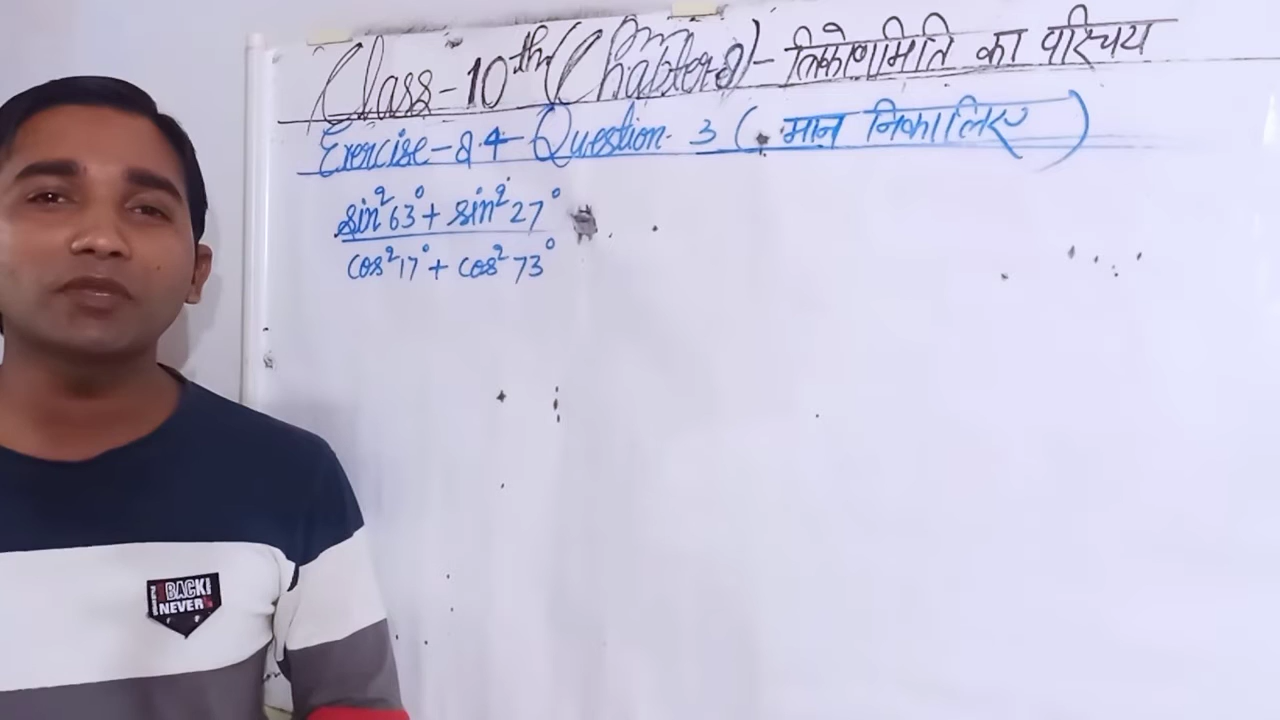 Class-10th (Chapter-8)- त्रिकोणमिति का परिचय
Exercise-8.4-Question. 3 ( मान निकालिए )
sin²63°+ sin²27°
cos²17°+ cos²73°
BACK
NEVER